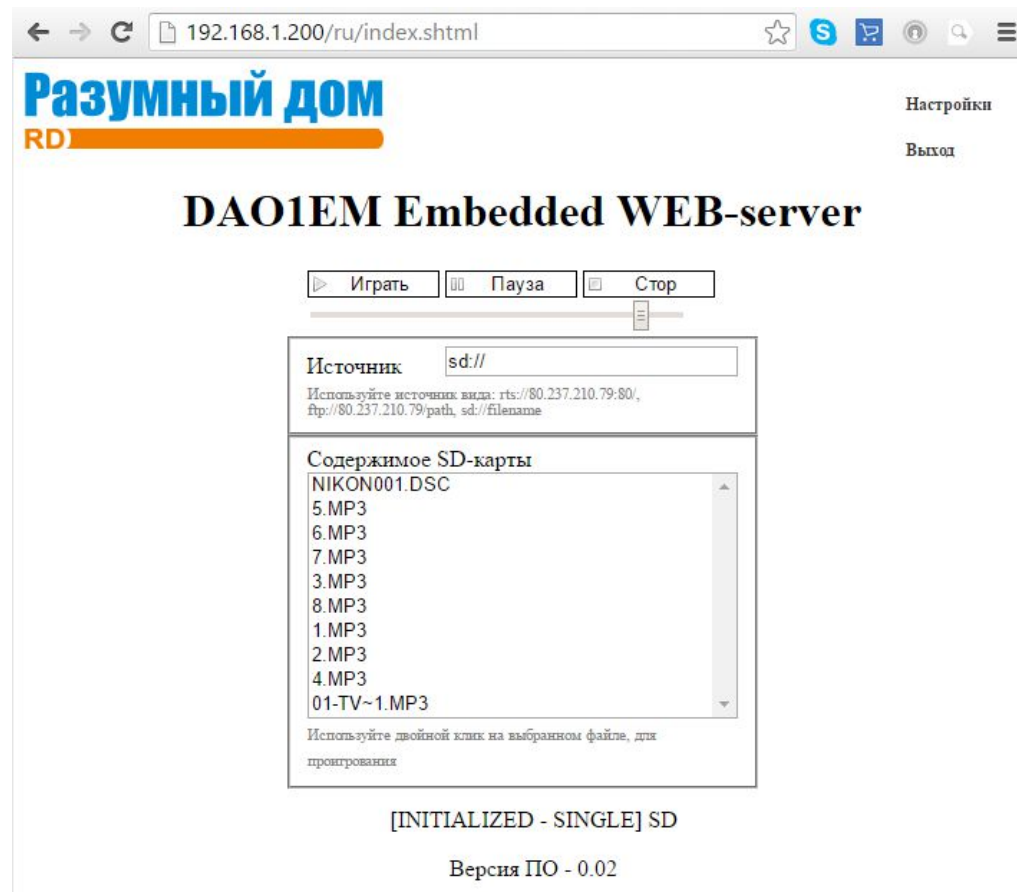 192.168.1.200/ru/index.shtml
Разумный дом
RD
Настройки
Выход
DAO1EM Embedded WEB-server
Играть
Пауза
Стоп
Источник
sd://
Используйте источник вида: rts://80.237.210.79:80/,
ftp://80.237.210.79/path, sd://filename
Содержимое SD-карты
NIKON001.DSC
5.MP3
6.MP3
7.MP3
3.MP3
8.MP3
1.MP3
2.MP3
4.MP3
01-TV~1.MP3
Используйте двойной клик на выбранном файле, для
проигрования
[INITIALIZED - SINGLE] SD
Версия ПО - 0.02